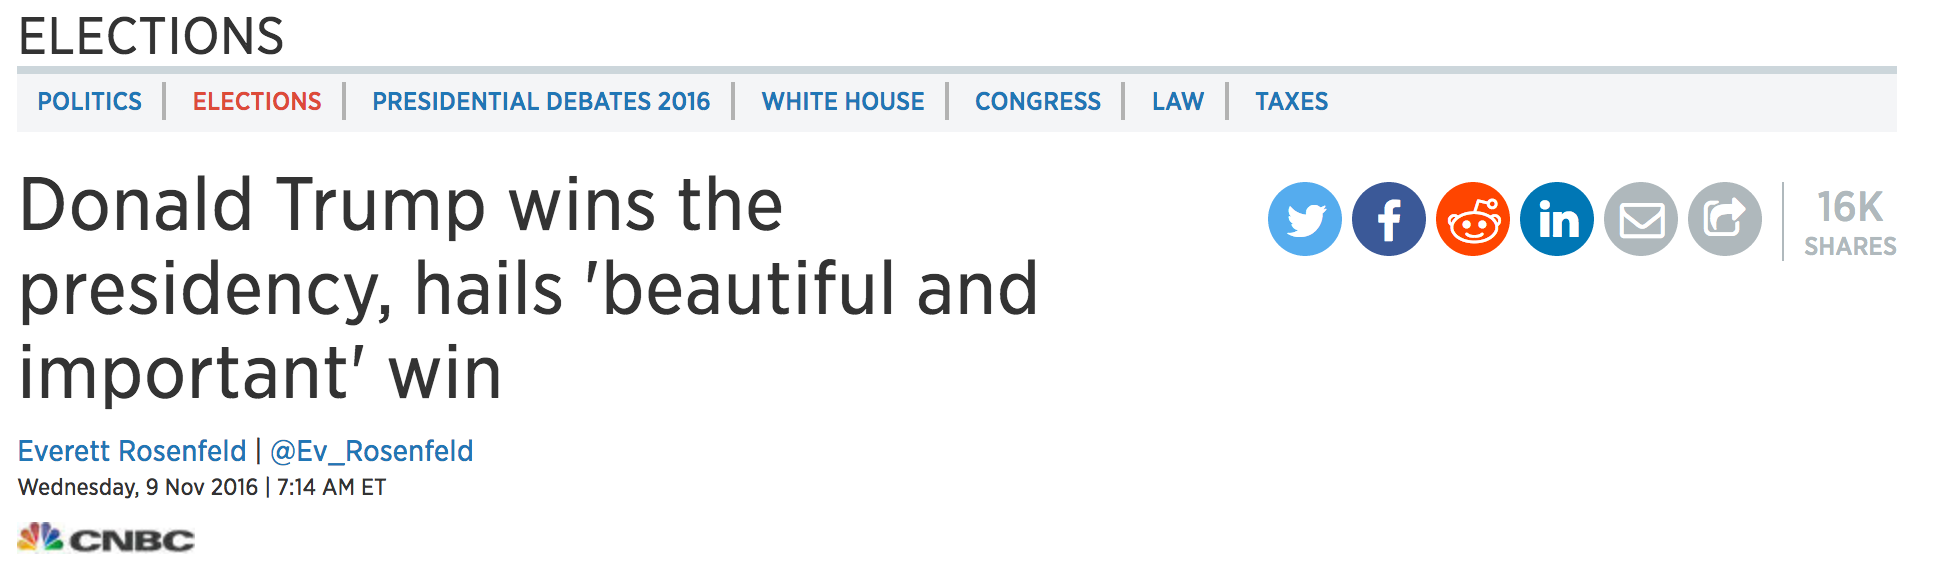 ELECTIONS
POLITICS | ELECTIONS | PRESIDENTIAL DEBATES 2016 | WHITE HOUSE | CONGRESS | LAW | TAXES
Donald Trump wins the
presidency, hails 'beautiful and
important' win
in
16K
SHARES
Everett Rosenfeld | @Ev_Rosenfeld
Wednesday, 9 Nov 2016 | 7:14 AM ET
CNBC